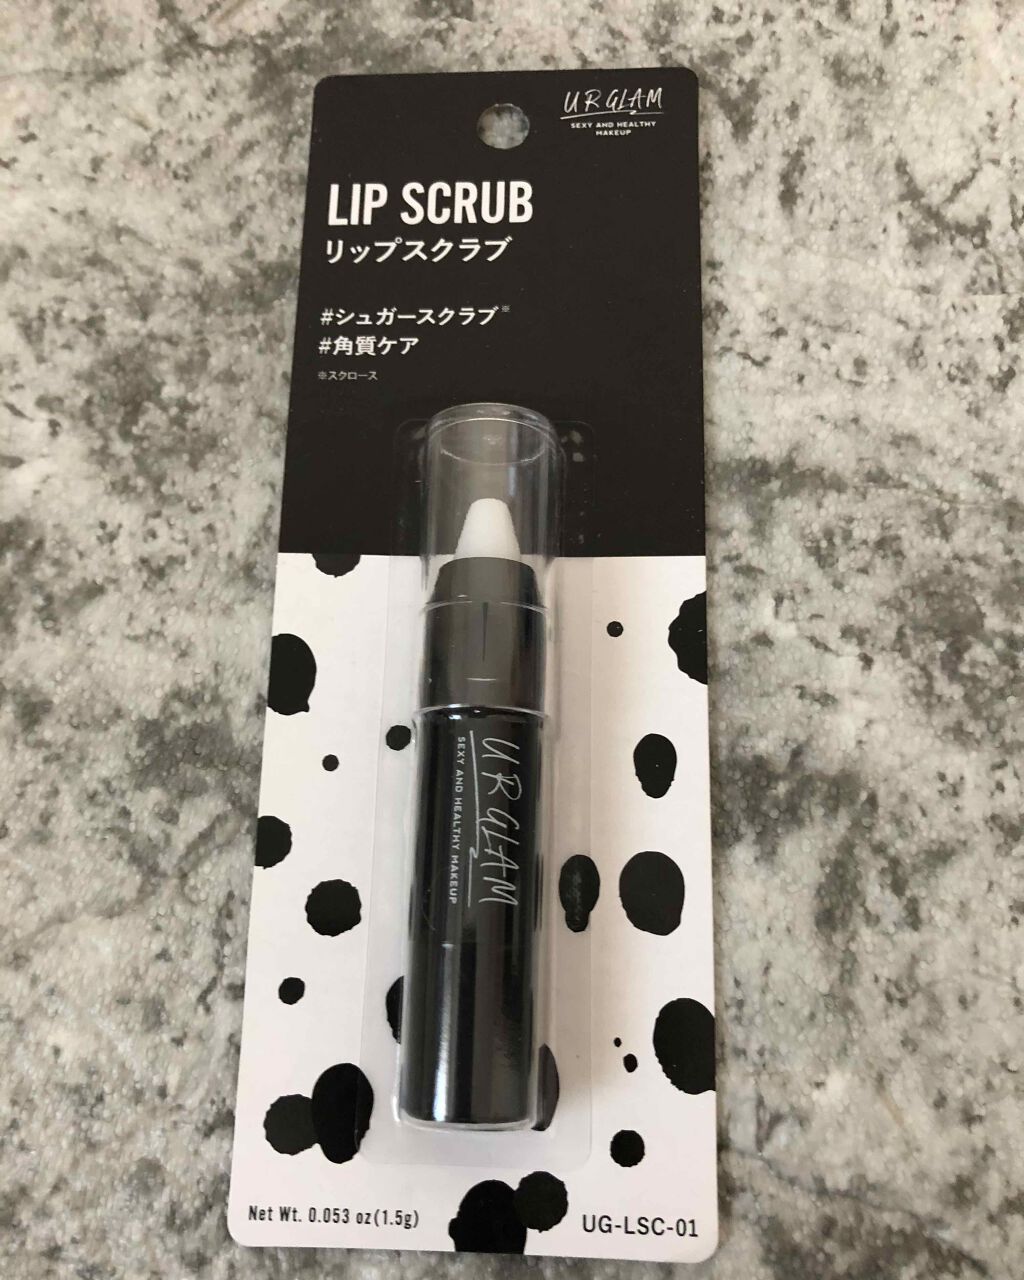 UR GLAM
SEXY AND HEALTHY
MAKEUP
LIP SCRUB
リップスクラブ
#シュガースクラブ※
#角質ケア
※スクロース
UR GLAM
SEXY AND HEALTHY MAKEUP
Net Wt. 0.053 oz(1.5g)
UG-LSC-01